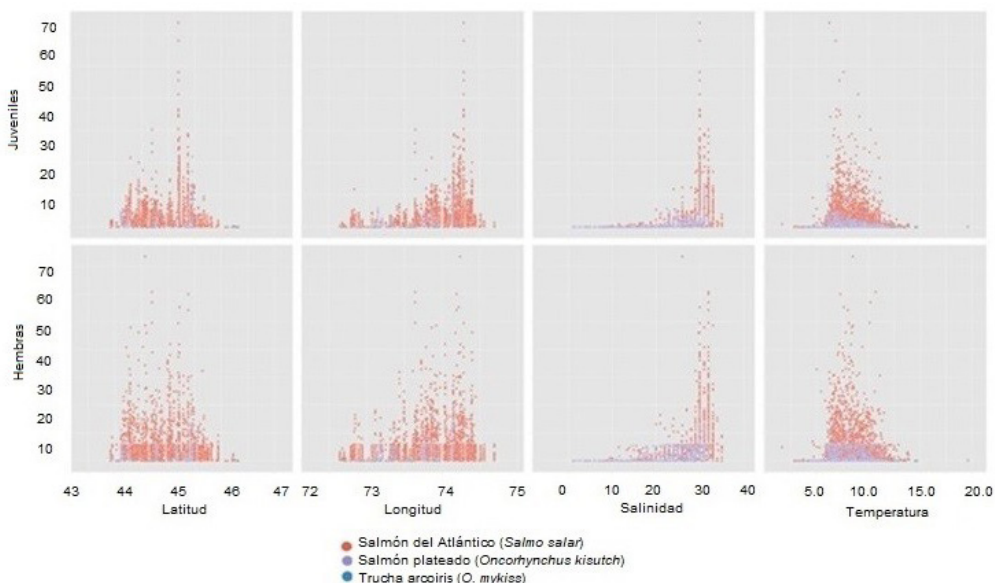 70
60
50
40
30
20
10
Juveniles
70
60
50
40
30
20
10
Hembras
43 44 45 46 47 72 73 74 75 0 10 20 30 40 5.0 10.0 15.0 20.0
Latitud Longitud Salinidad Temperatura
Salmón del Atlántico (Salmo salar)
Salmón plateado (Oncorhynchus kisutch)
Trucha arcoiris (O. mykiss)